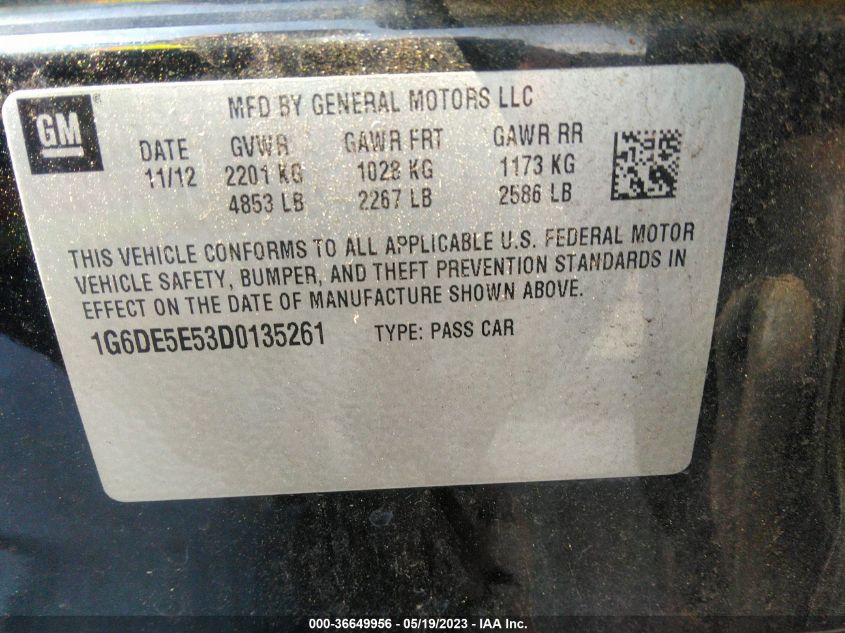 GM®
MFD BY GENERAL MOTORS LLC
DATE GVWR GAWR FRT GAWR RR
11/12 2201 KG 1028 KG 1173 KG
4853 LB 2267 LB 2586 LB
THIS VEHICLE CONFORMS TO ALL APPLICABLE U.S. FEDERAL MOTOR
VEHICLE SAFETY, BUMPER, AND THEFT PREVENTION STANDARDS IN
EFFECT ON THE DATE OF MANUFACTURE SHOWN ABOVE.
1G6DE5E53D0135261 TYPE: PASS CAR
000-36649956 - 05/19/2023 - IAA Inc.